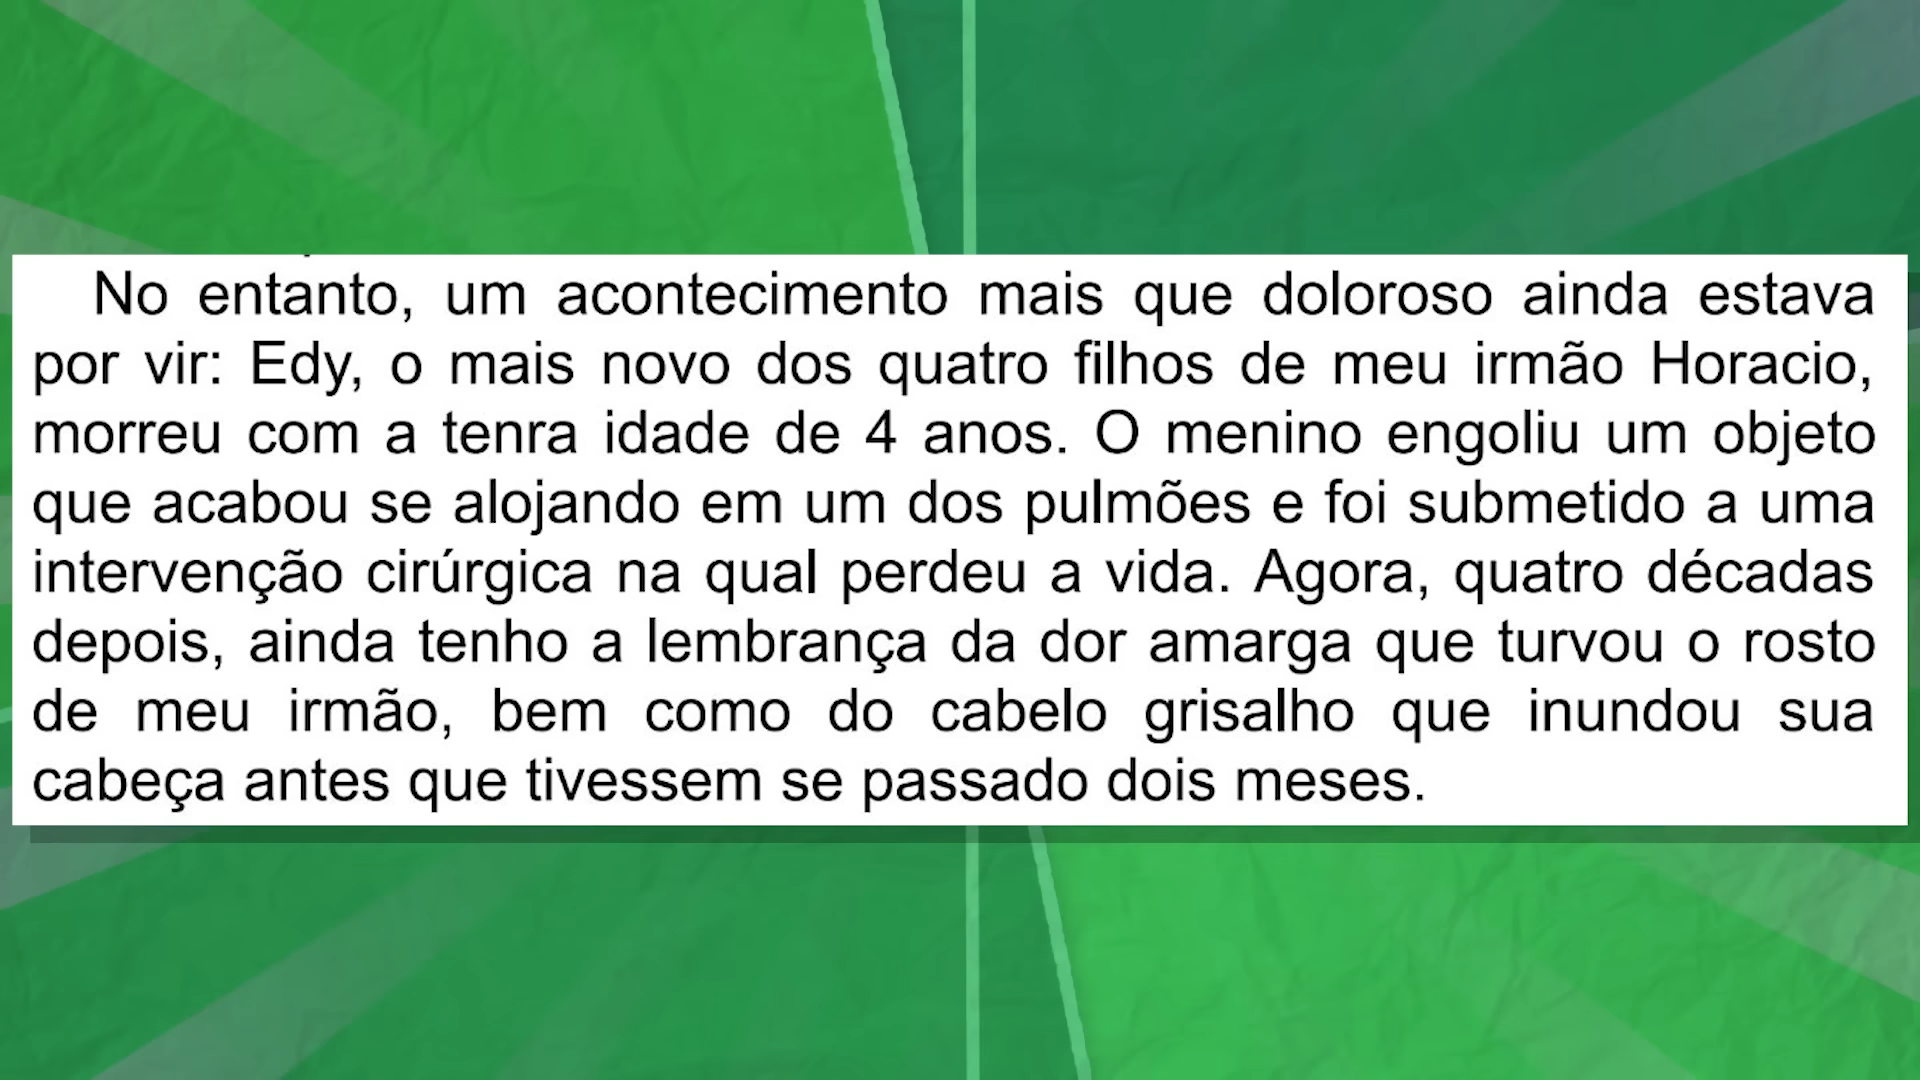 No entanto, um acontecimento mais que doloroso ainda estava
por vir: Edy, o mais novo dos quatro filhos de meu irmão Horacio,
morreu com a tenra idade de 4 anos. O menino engoliu um objeto
que acabou se alojando em um dos pulmões e foi submetido a uma
intervenção cirúrgica na qual perdeu a vida. Agora, quatro décadas
depois, ainda tenho a lembrança da dor amarga que turvou o rosto
de meu irmão, bem como do cabelo grisalho que inundou sua
cabeça antes que tivessem se passado dois meses.